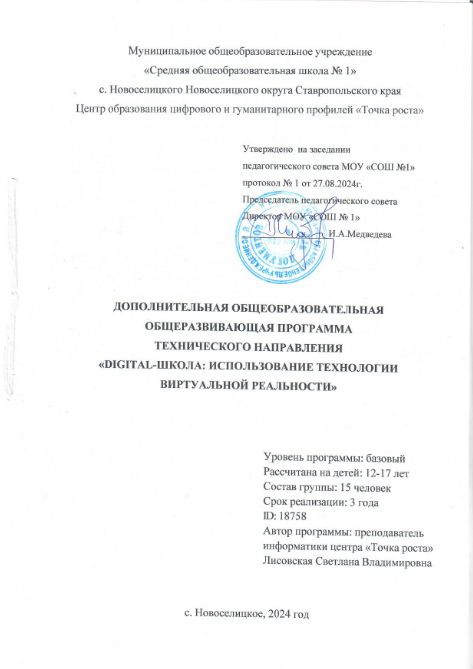 Муниципальное общеобразовательное учреждение
«Средняя общеобразовательная школа № 1»
с. Новоселицкого Новоселицкого округа Ставропольского края
Центр образования цифрового и гуманитарного профилей «Точка роста»
Утверждено на заседании
педагогического совета МОУ «СОШ №1»
протокол № 1 от 27.08.2024г.
Председатель педагогического совета
Директор МОУ «СОШ № 1»
И.А.Медведева
ДОПОЛНИТЕЛЬНАЯ ОБЩЕОБРАЗОВАТЕЛЬНАЯ
ОБЩЕРАЗВИВАЮЩАЯ ПРОГРАММА
ТЕХНИЧЕСКОГО НАПРАВЛЕНИЯ
«DIGITAL-ШКОЛА: ИСПОЛЬЗОВАНИЕ ТЕХНОЛОГИИ
ВИРТУАЛЬНОЙ РЕАЛЬНОСТИ»
Уровень программы: базовый
Рассчитана на детей: 12-17 лет
Состав группы: 15 человек
Срок реализации: 3 года
ID: 18758
Автор программы: преподаватель
информатики центра «Точка роста»
Лисовская Светлана Владимировна
с. Новоселицкое, 2024 год